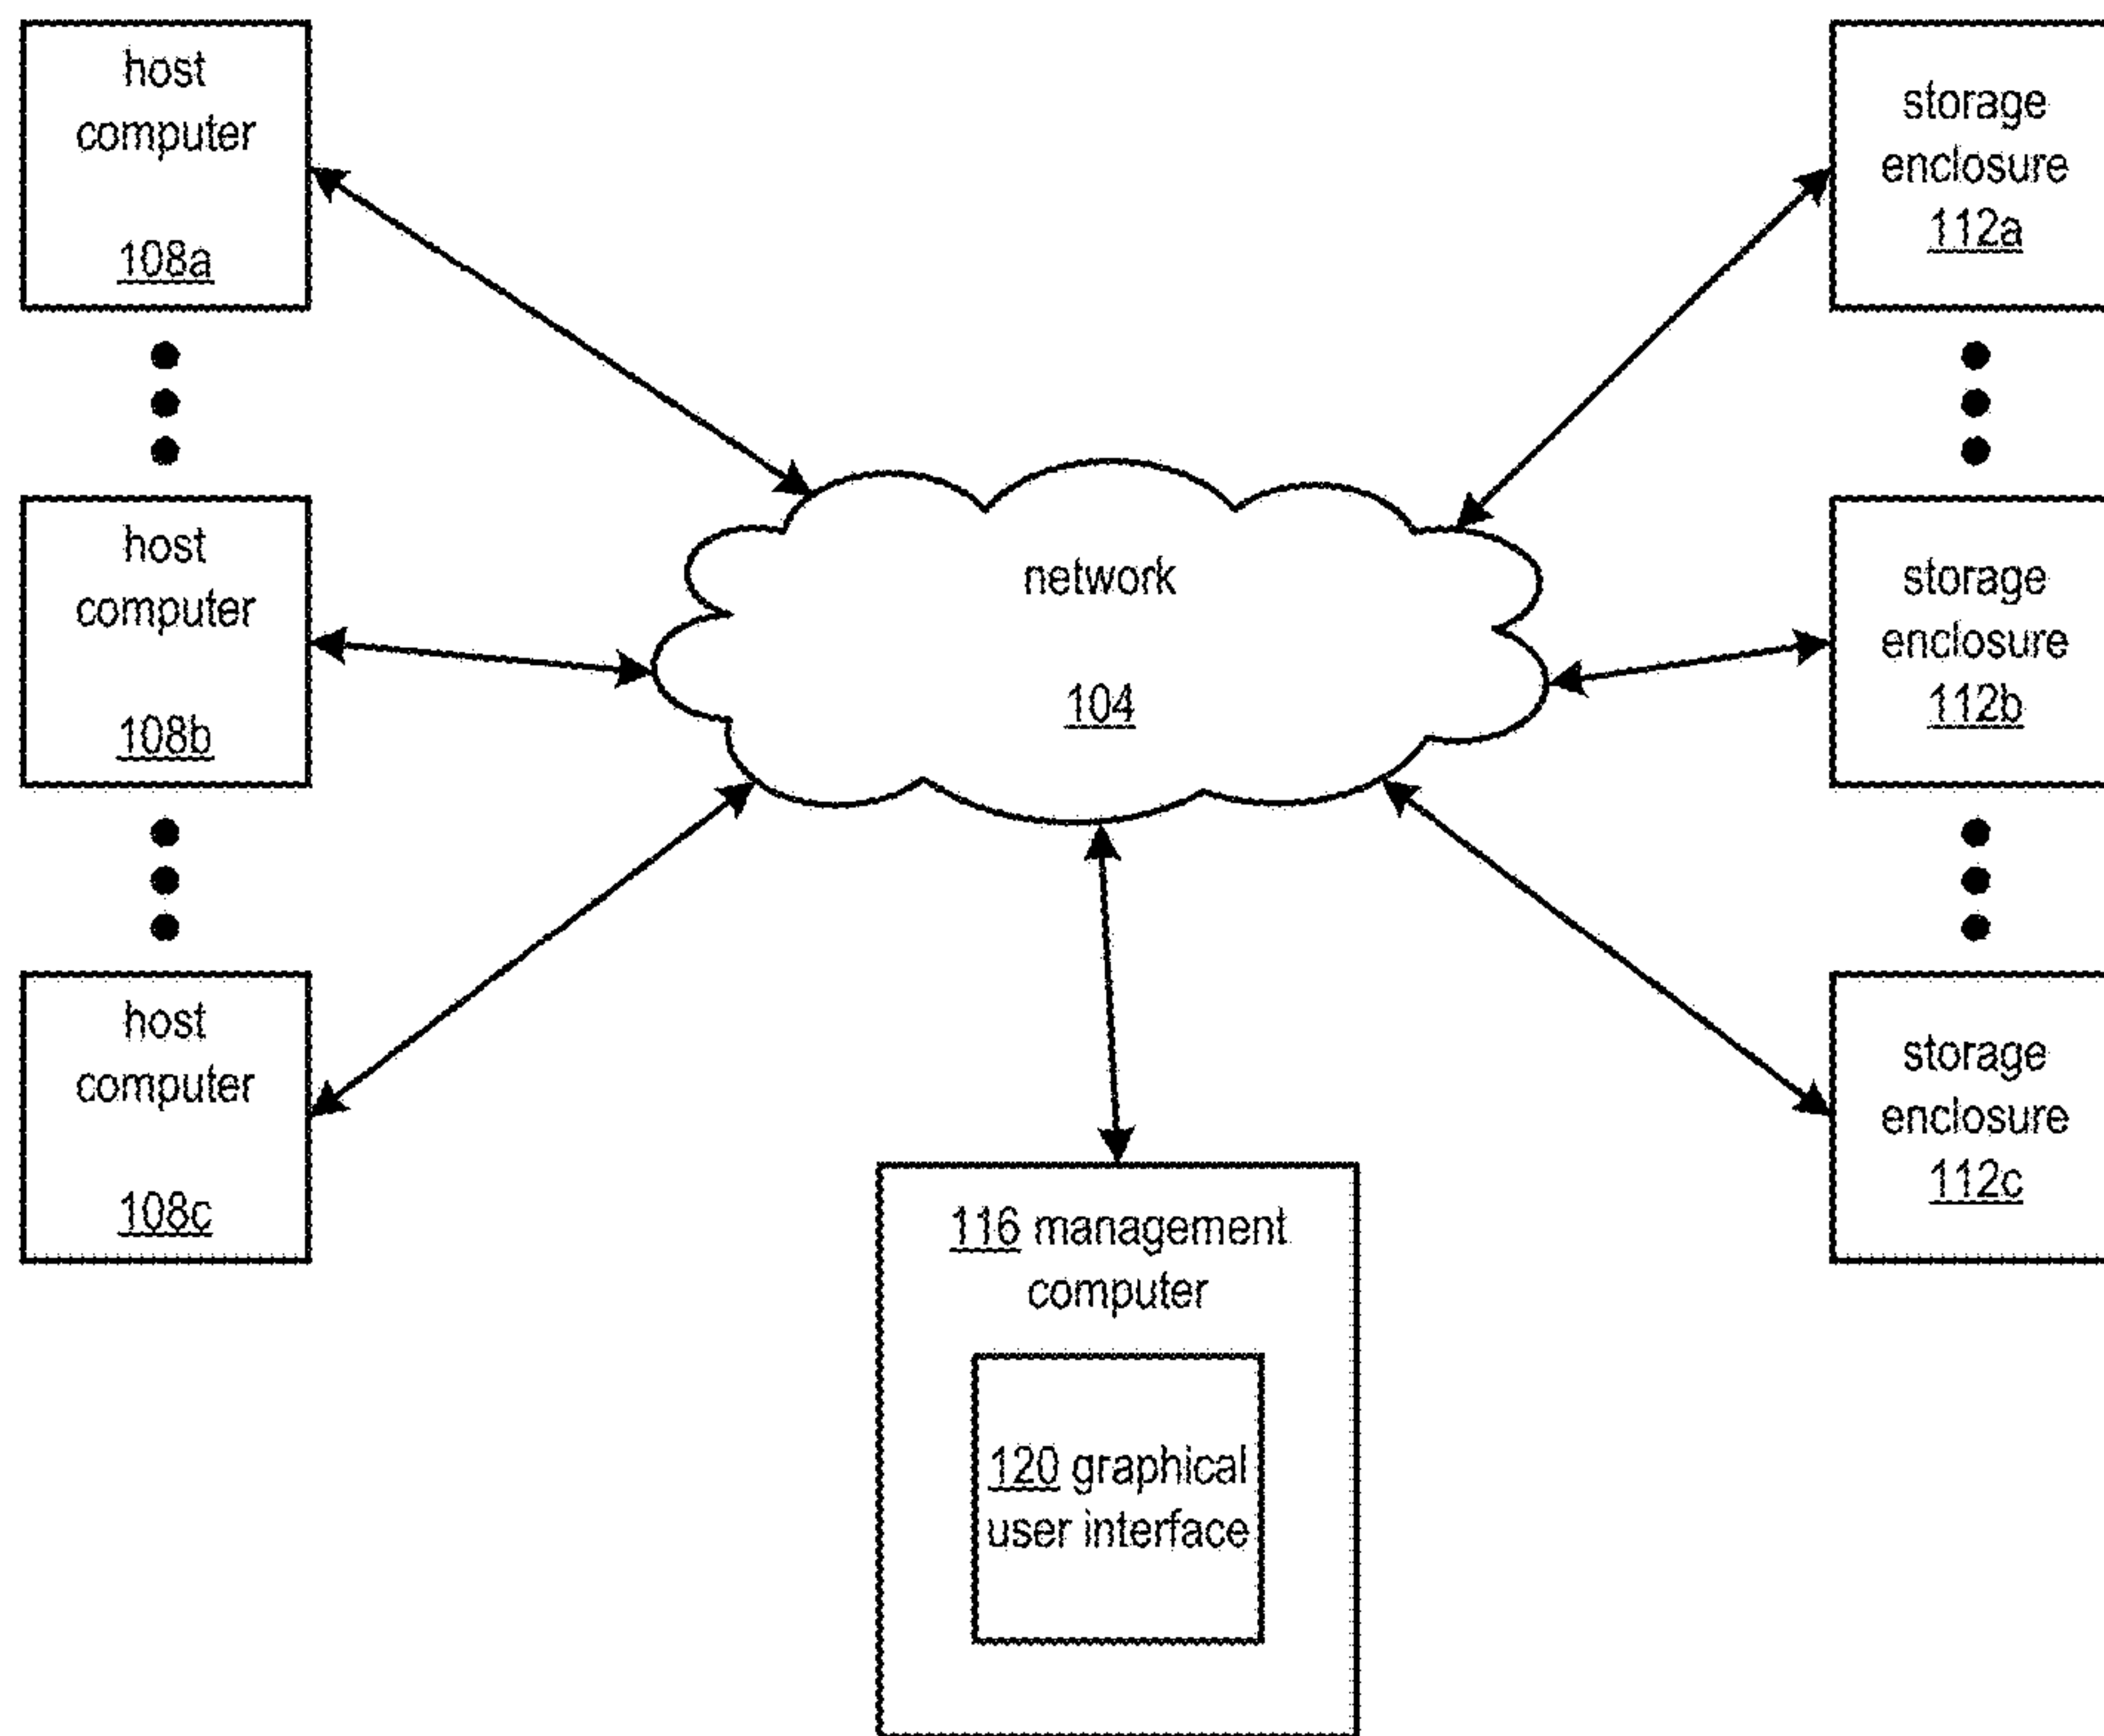 host
computer
108a
storage
enclosure
112a
host
computer
108b
network
104
storage
enclosure
112b
host
computer
108c
storage
enclosure
112c
116 management
computer
120 graphical
user interface